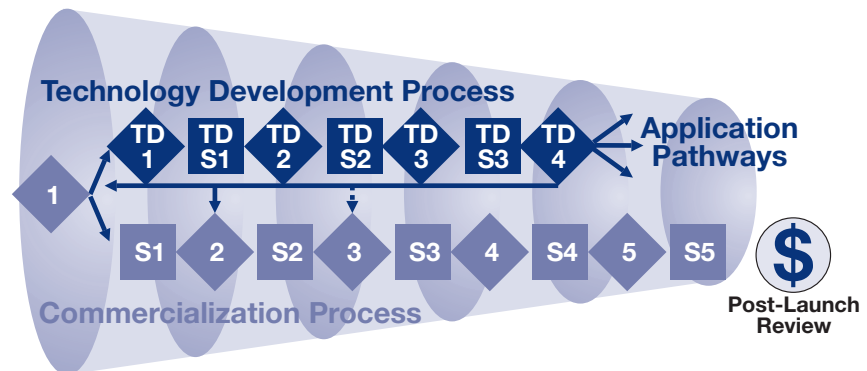 Technology Development Process
TD
1
TD
S1
TD
2
TD
S2
TD
3
TD
S3
TD
4
Application
Pathways
1
S1
2
S2
3
S3
4
S4
5
S5
$
Commercialization Process
Post-Launch
Review